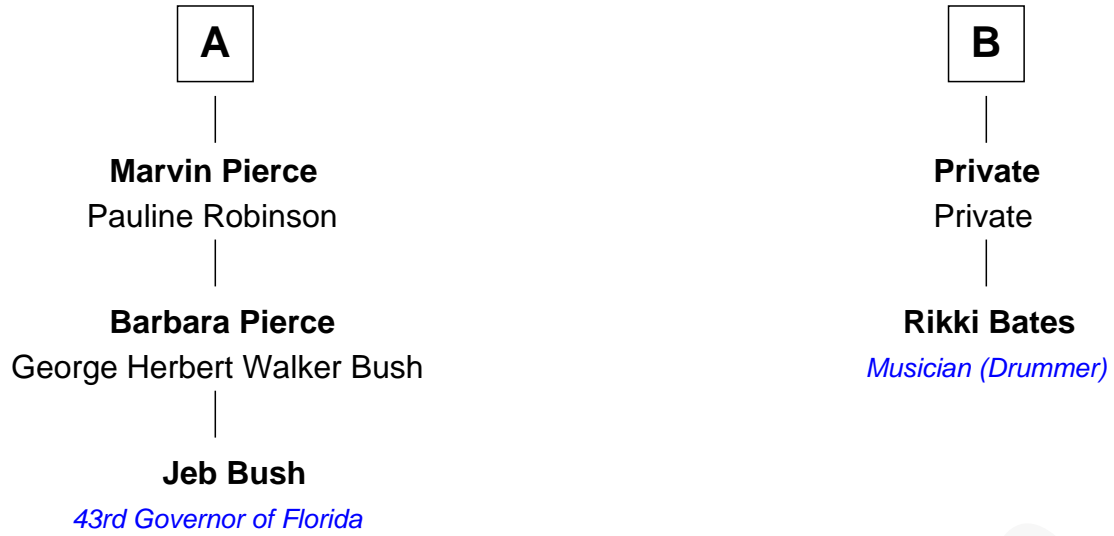 A
Marvin Pierce
Pauline Robinson
Barbara Pierce
George Herbert Walker Bush
Jeb Bush
43rd Governor of Florida
B
Private
Private
Rikki Bates
Musician (Drummer)